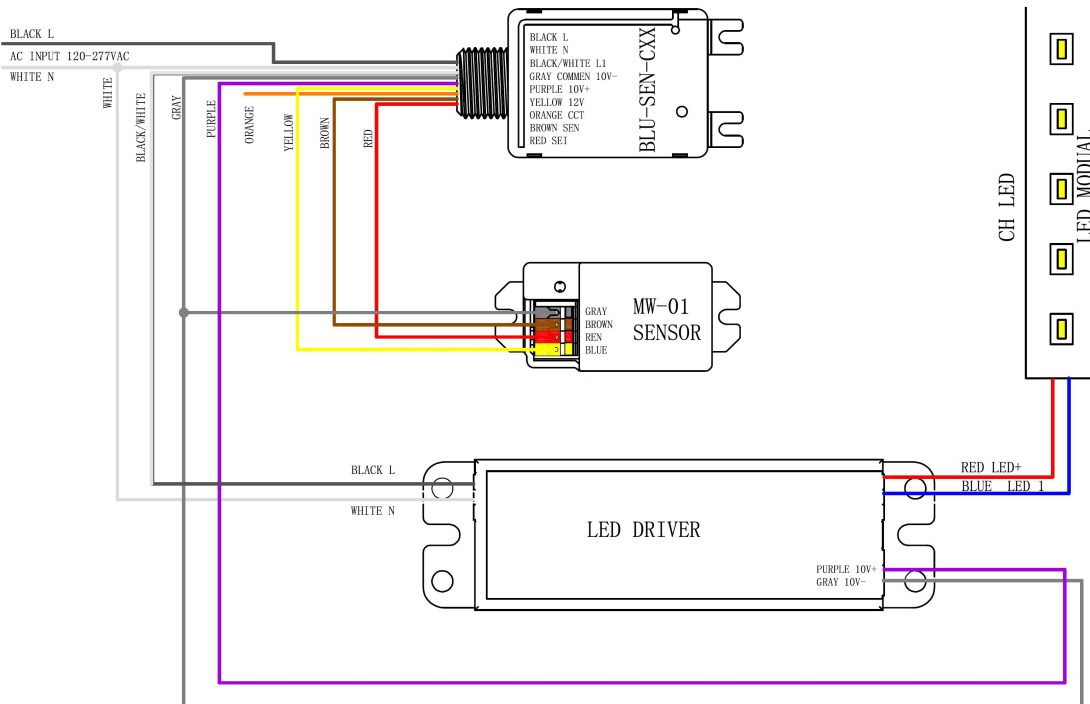 BLACK L
AC INPUT 120-277VAC
WHITE N
WHITE
BLACK/WHITE
GRAY
PURPLE
ORANGE
YELLOW
BROWN
RED
BLACK L
WHITE N
BLACK/WHITE L1
GRAY COMMEN 10V-
PURPLE 10V+
YELLOW 12V
ORANGE CCT
BROWN SEN
RED SEI
BLU-SEN-CXX
CH LED
LED MODUAL
GRAY
BROWN
REN
BLUE
MW-01
SENSOR
BLACK L
WHITE N
LED DRIVER
RED LED+
BLUE LED 1
PURPLE 10V+
GRAY 10V-